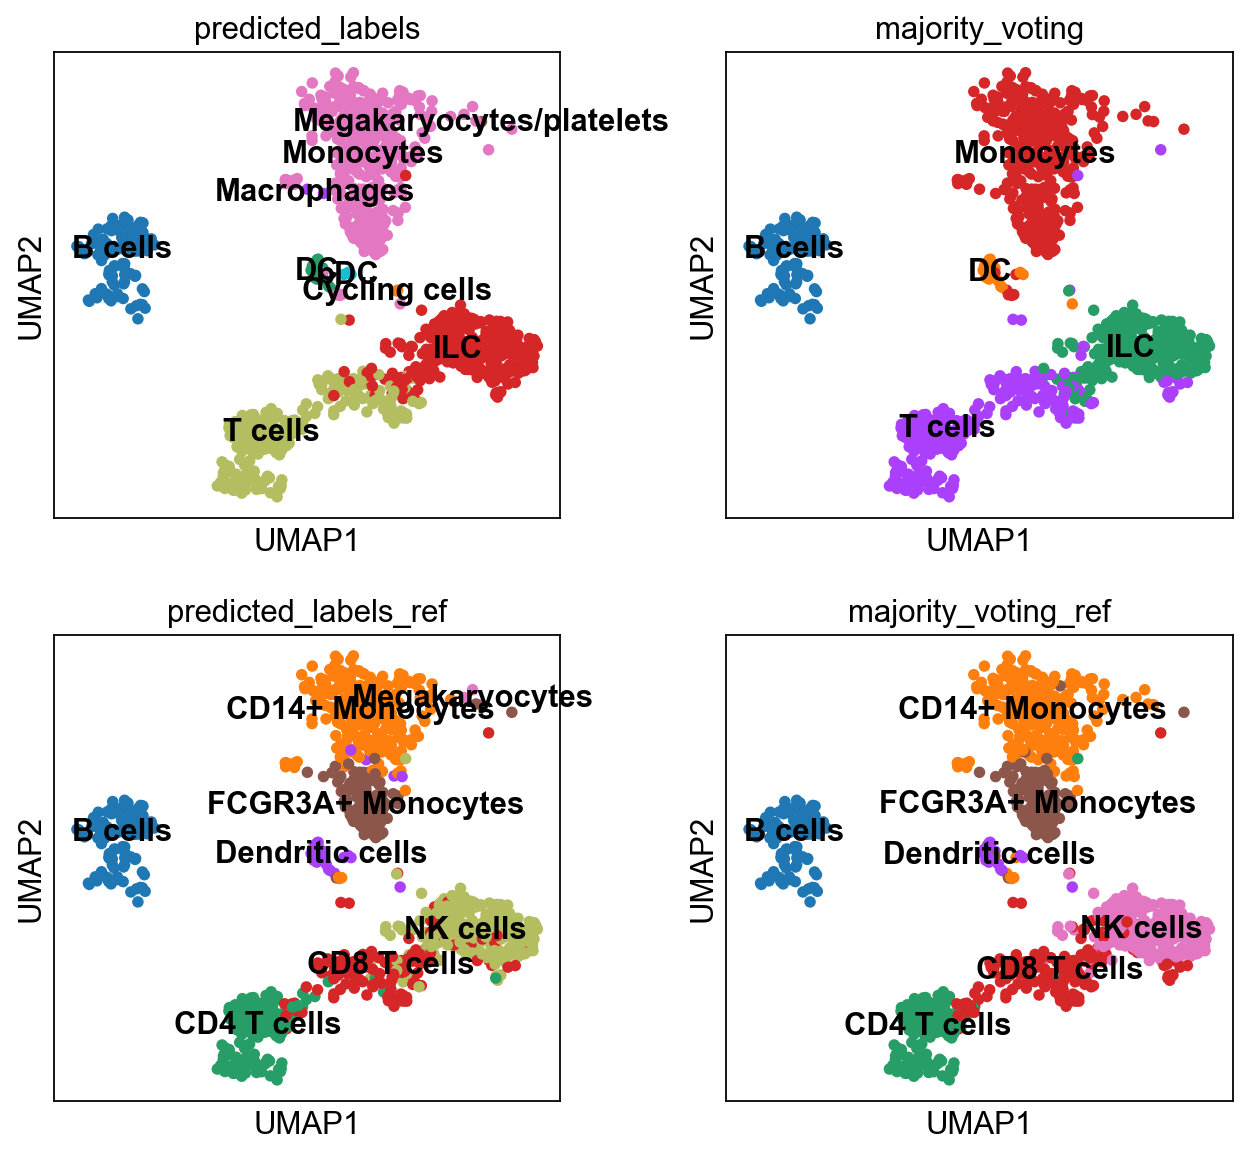 predicted_labels
Megakaryocytes/platelets
Monocytes
Macrophages
B cells
DC
pDC
Cycling cells
ILC
T cells
UMAP2
UMAP1
majority_voting
Monocytes
B cells
DC
ILC
T cells
UMAP2
UMAP1
predicted_labels_ref
Megakaryocytes
CD14+ Monocytes
FCGR3A+ Monocytes
B cells
Dendritic cells
NK cells
CD8 T cells
CD4 T cells
UMAP2
UMAP1
majority_voting_ref
CD14+ Monocytes
FCGR3A+ Monocytes
B cells
Dendritic cells
NK cells
CD8 T cells
CD4 T cells
UMAP2
UMAP1